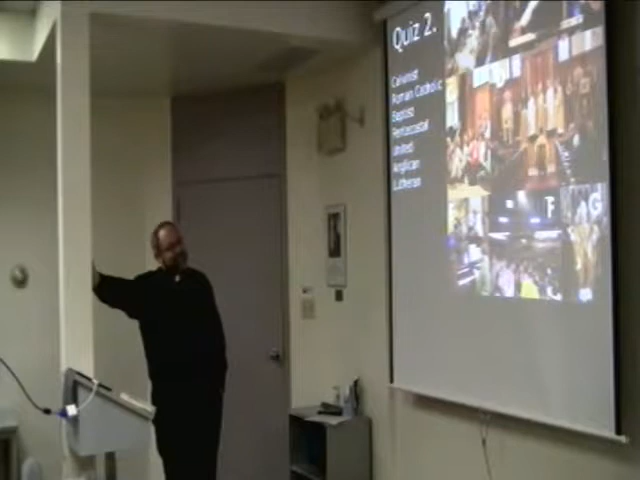 Quiz 2.
Calvinist
Roman Catholic
Baptist
Pentecostal
United
Anglican
Lutheran
F
G